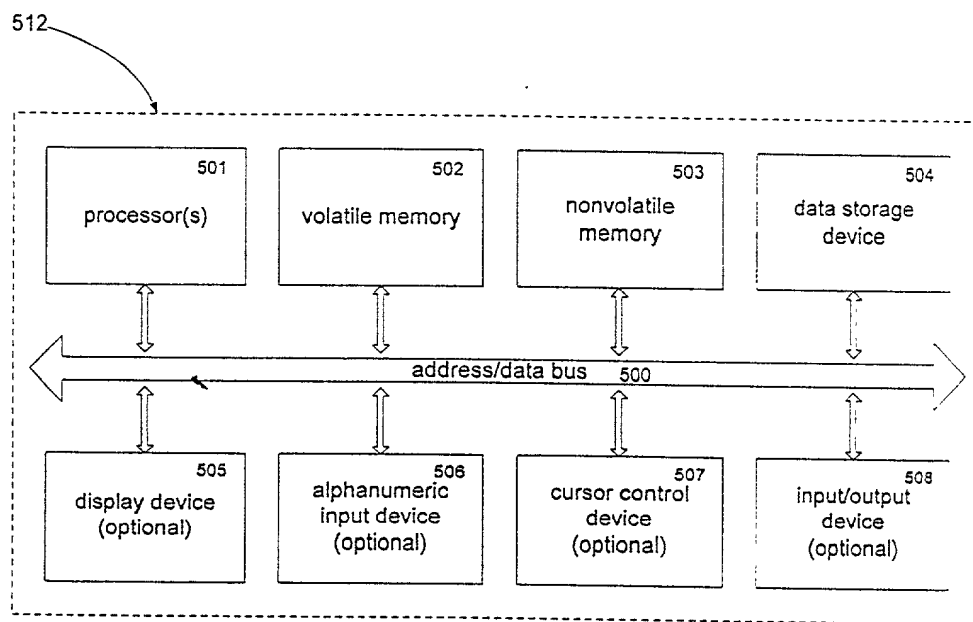 512
501
processor(s)
502
volatile memory
503
nonvolatile
memory
504
data storage
device
address/data bus 500
505
display device
(optional)
506
alphanumeric
input device
(optional)
507
cursor control
device
(optional)
508
input/output
device
(optional)